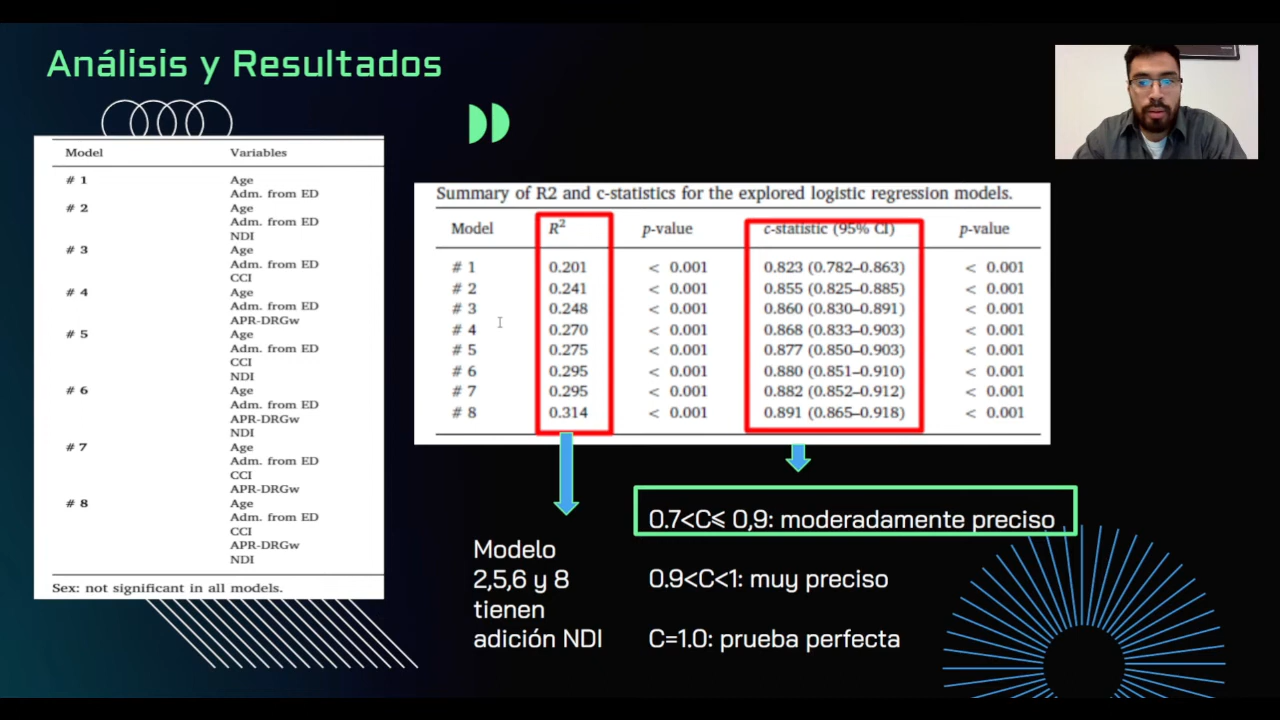 Análisis y Resultados
Model Variables
# 1 Age
Adm. from ED
# 2 Age
Adm. from ED
NDI
# 3 Age
Adm. from ED
CCI
# 4 Age
Adm. from ED
APR-DRGw
# 5 Age
Adm. from ED
CCI
NDI
# 6 Age
Adm. from ED
APR-DRGw
NDI
# 7 Age
Adm. from ED
CCI
APR-DRGw
# 8 Age
Adm. from ED
CCI
APR-DRGw
NDI
Sex: not significant in all models.
Summary of R2 and c-statistics for the explored logistic regression models.
Model R² p-value c-statistic (95% CI) p-value
# 1 0.201 < 0.001 0.823 (0.782–0.863) < 0.001
# 2 0.241 < 0.001 0.855 (0.825–0.885) < 0.001
# 3 0.248 < 0.001 0.860 (0.830–0.891) < 0.001
# 4 0.270 < 0.001 0.868 (0.833–0.903) < 0.001
# 5 0.275 < 0.001 0.877 (0.850–0.903) < 0.001
# 6 0.295 < 0.001 0.880 (0.851–0.910) < 0.001
# 7 0.295 < 0.001 0.882 (0.852–0.912) < 0.001
# 8 0.314 < 0.001 0.891 (0.865–0.918) < 0.001
Modelo
2,5,6 y 8
tienen
adición NDI
0.7<C⩽ 0,9: moderadamente preciso
0.9<C<1: muy preciso
C=1.0: prueba perfecta